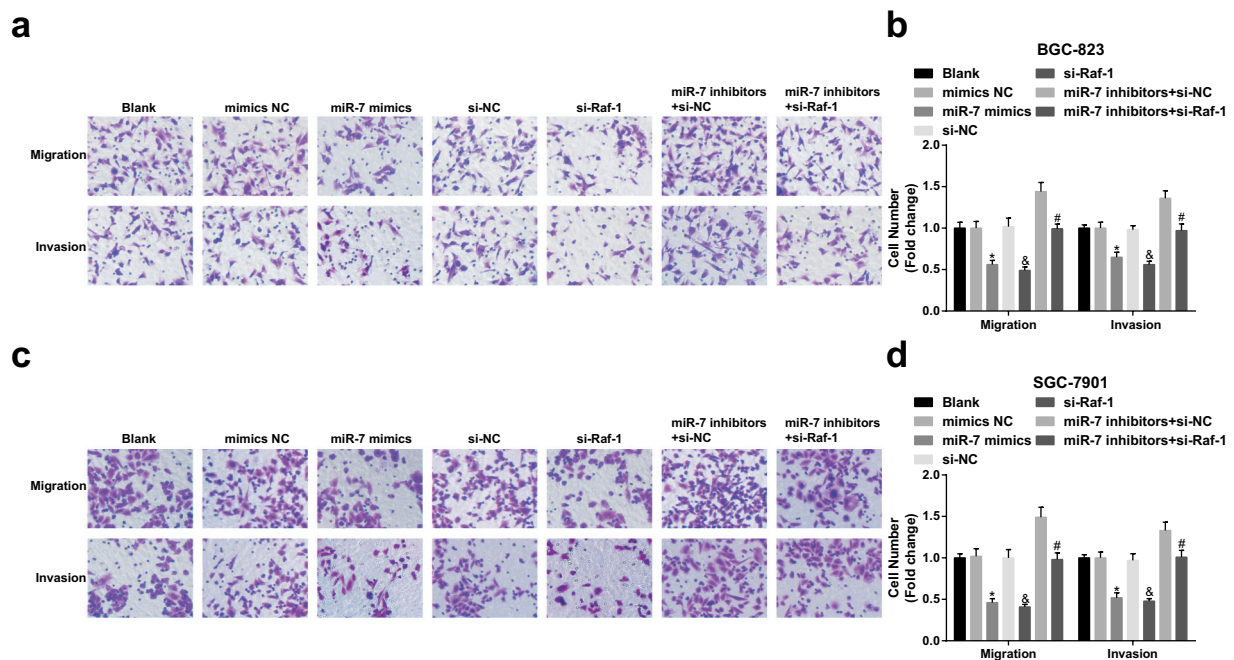 a
Blank
mimics NC
miR-7 mimics
si-NC
si-Raf-1
miR-7 inhibitors
+si-NC
miR-7 inhibitors
+si-Raf-1
Migration
Invasion
b
BGC-823
Blank
mimics NC
miR-7 mimics
si-NC
si-Raf-1
miR-7 inhibitors+si-NC
miR-7 inhibitors+si-Raf-1
Cell Number
(Fold change)
2.0
1.5
1.0
0.5
0.0
*
&
#
*
&
#
Migration
Invasion
c
Blank
mimics NC
miR-7 mimics
si-NC
si-Raf-1
miR-7 inhibitors
+si-NC
miR-7 inhibitors
+si-Raf-1
Migration
Invasion
d
SGC-7901
Blank
mimics NC
miR-7 mimics
si-NC
si-Raf-1
miR-7 inhibitors+si-NC
miR-7 inhibitors+si-Raf-1
Cell Number
(Fold change)
2.0
1.5
1.0
0.5
0.0
*
&
#
*
&
#
Migration
Invasion